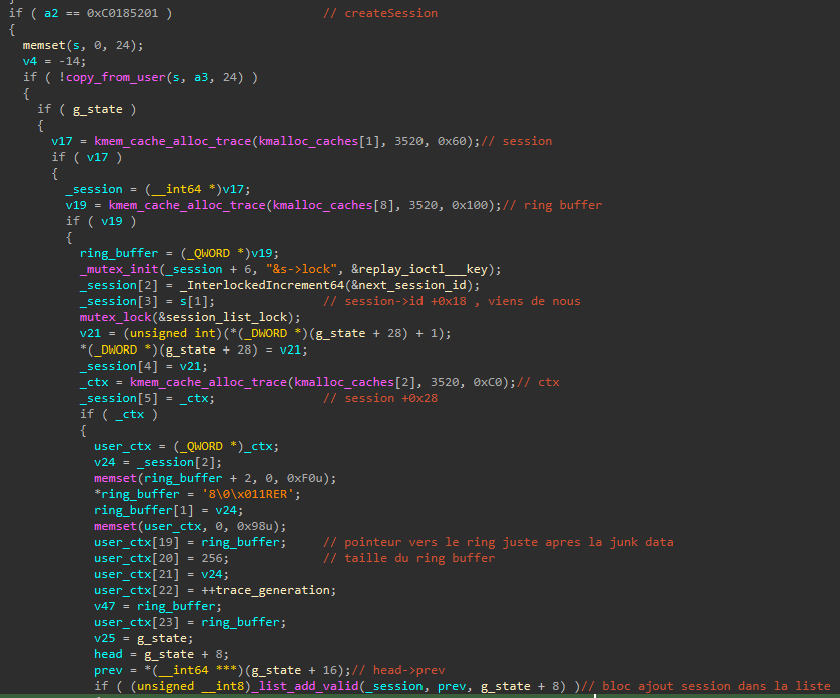 if ( a2 == 0xC0185201 ) // createSession
{
memset(s, 0, 24);
v4 = -14;
if ( !copy_from_user(s, a3, 24) )
{
if ( g_state )
{
v17 = kmem_cache_alloc_trace(kmalloc_caches[1], 3520, 0x60);// session
if ( v17 )
{
_session = (__int64 *)v17;
v19 = kmem_cache_alloc_trace(kmalloc_caches[8], 3520, 0x100);// ring buffer
if ( v19 )
{
ring_buffer = (_QWORD *)v19;
_mutex_init(_session + 6, "&s->lock", &replay_ioctl___key);
_session[2] = _InterlockedIncrement64(&next_session_id);
_session[3] = s[1]; // session->id +0x18 , viens de nous
mutex_lock(&session_list_lock);
v21 = (unsigned int)(*(_DWORD *)(g_state + 28) + 1);
*(_DWORD *)(g_state + 28) = v21;
_session[4] = v21;
_ctx = kmem_cache_alloc_trace(kmalloc_caches[2], 3520, 0xC0);// ctx
_session[5] = _ctx; // session +0x28
if ( _ctx )
{
user_ctx = (_QWORD *)_ctx;
v24 = _session[2];
memset(ring_buffer + 2, 0, 0xF0u);
*ring_buffer = '8\0\x011RER';
ring_buffer[1] = v24;
memset(user_ctx, 0, 0x98u);
user_ctx[19] = ring_buffer; // pointeur vers le ring juste apres la junk data
user_ctx[20] = 256; // taille du ring buffer
user_ctx[21] = v24;
user_ctx[22] = ++trace_generation;
v47 = ring_buffer;
user_ctx[23] = ring_buffer;
v25 = g_state;
head = g_state + 8;
prev = *(__int64 ***)(g_state + 16);// head->prev
if ( (unsigned __int8)_list_add_valid(_session, prev, g_state + 8) )// bloc ajout session dans la liste